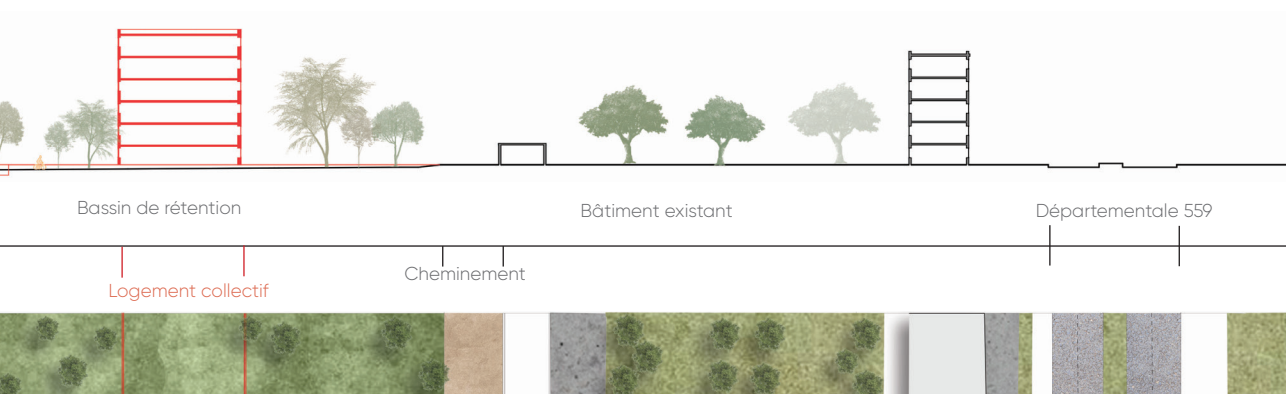 Bassin de rétention
Bâtiment existant
Départementale 559
Cheminement
Logement collectif